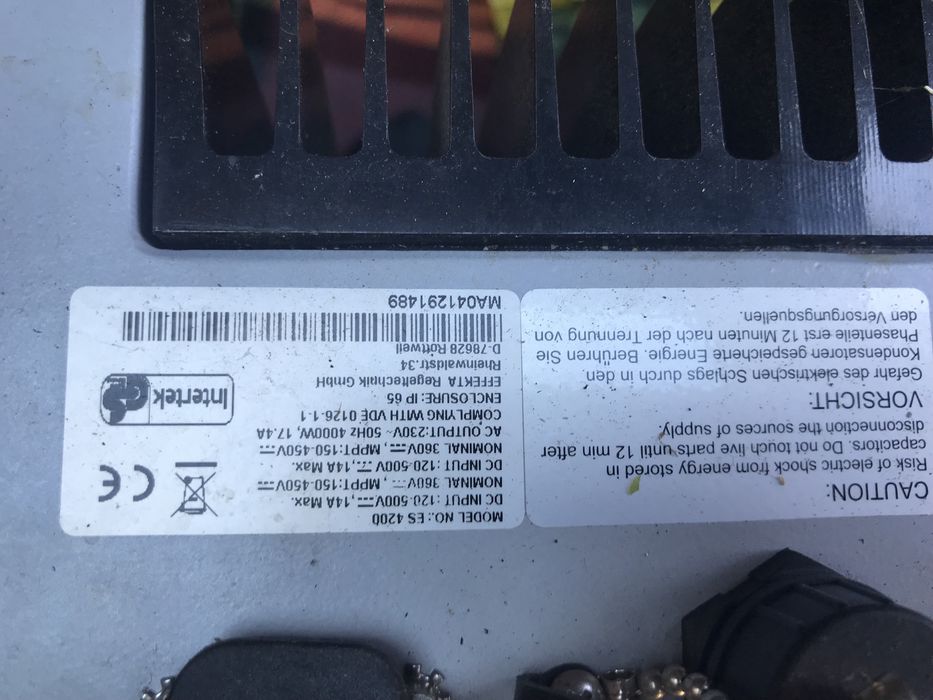 MODEL NO.: ES 4200
DC INPUT: 120-500V⎓, 14A Max.
NOMINAL 360V⎓, MPPT:150-450V⎓
DC INPUT: 120-500V⎓, 14A Max.
NOMINAL 360V⎓, MPPT:150-450V⎓
AC OUTPUT:230V~ 50Hz 4000W, 17.4A
COMPLYING WITH VDE 0126-1-1
ENCLOSURE: IP 65
EFFEKTA Regeltechnik GmbH
Rheinwaldstr.34
D-78628 Rottweil
MA041291489
CE
Intertek
GS
CAUTION:
Risk of electric shock from energy stored in
capacitors. Do not touch live parts until 12 min after
disconnection the sources of supply.
VORSICHT:
Gefahr des elektrischen Schlags durch in den
Kondensatoren gespeicherte Energie. Berühren Sie
Phasenteile erst 12 Minuten nach der Trennung von
den Versorgungsquellen.